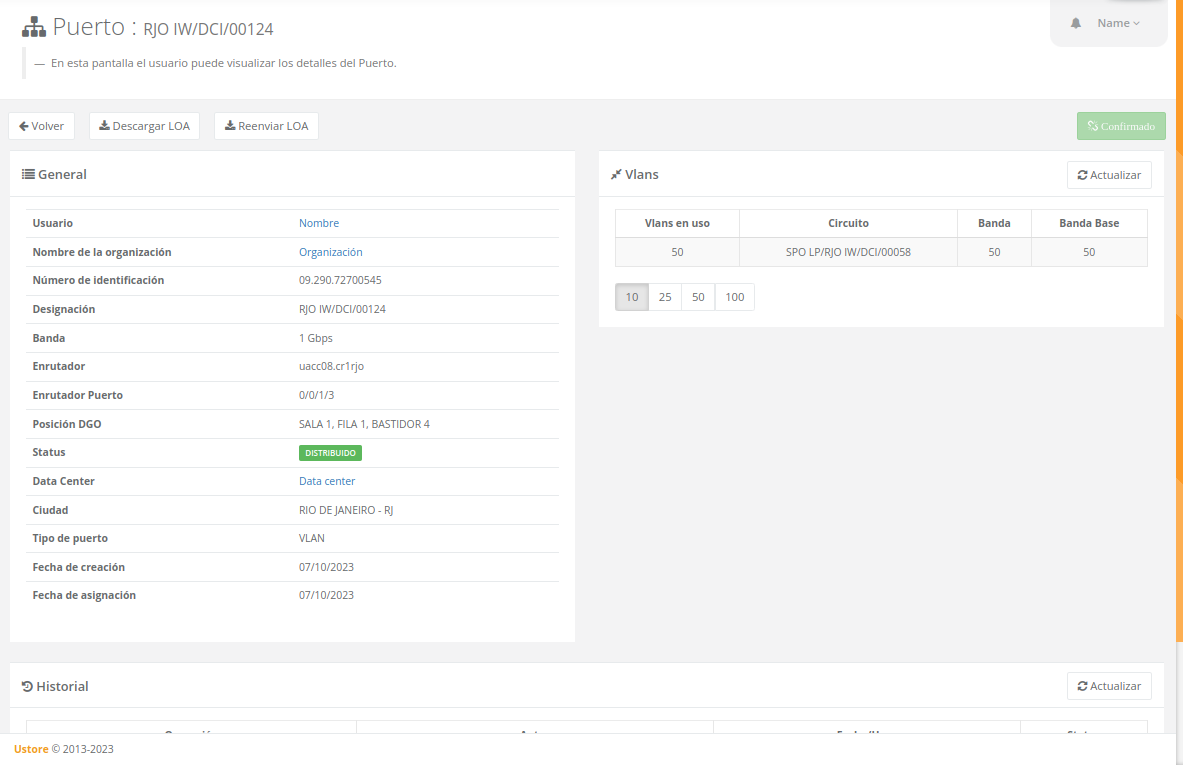 Puerto : RJO IW/DCI/00124
Name
— En esta pantalla el usuario puede visualizar los detalles del Puerto.
Volver
Descargar LOA
Reenviar LOA
Confirmado
General
Usuario Nombre
Nombre de la organización Organización
Número de identificación 09.290.72700545
Designación RJO IW/DCI/00124
Banda 1 Gbps
Enrutador uacc08.cr1rjo
Enrutador Puerto 0/0/1/3
Posición DGO SALA 1, FILA 1, BASTIDOR 4
Status DISTRIBUIDO
Data Center Data center
Ciudad RIO DE JANEIRO - RJ
Tipo de puerto VLAN
Fecha de creación 07/10/2023
Fecha de asignación 07/10/2023
Vlans
Actualizar
Vlans en uso Circuito Banda Banda Base
50 SPO LP/RJO IW/DCI/00058 50 50
10 25 50 100
Historial
Actualizar
Ustore © 2013-2023